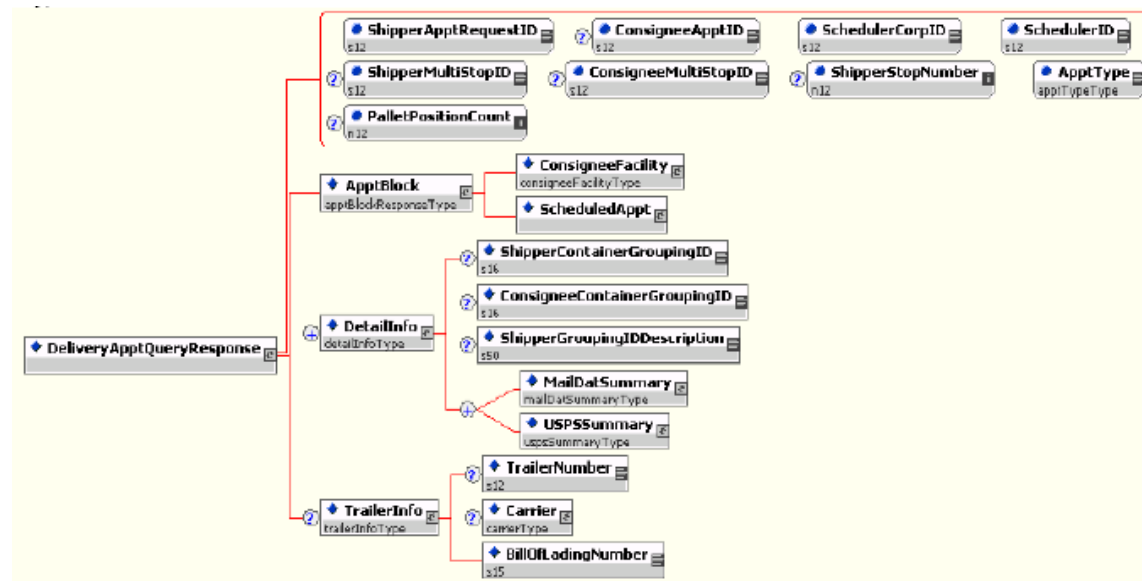 ShipperApptRequestID
s12
? ConsigneeApptID
s12
SchedulerCorpID
s12
SchedulerID
s12
? ShipperMultiStopID
s12
? ConsigneeMultiStopID
s12
? ShipperStopNumber
n12
ApptType
apptTypeType
? PalletPositionCount
n12
ApptBlock
apptBlockResponseType
ConsigneeFacility
consigneeFacilityType
ScheduledAppt
? ShipperContainerGroupingID
s16
? ConsigneeContainerGroupingID
s16
+ DetailInfo
detailInfoType
? ShipperGroupingIDDescription
s50
DeliveryApptQueryResponse
+ MailDatSummary
mailDatSummaryType
USPSSummary
uspsSummaryType
? TrailerNumber
s12
? TrailerInfo
trailerInfoType
? Carrier
carrierType
BillOfLadingNumber
s15